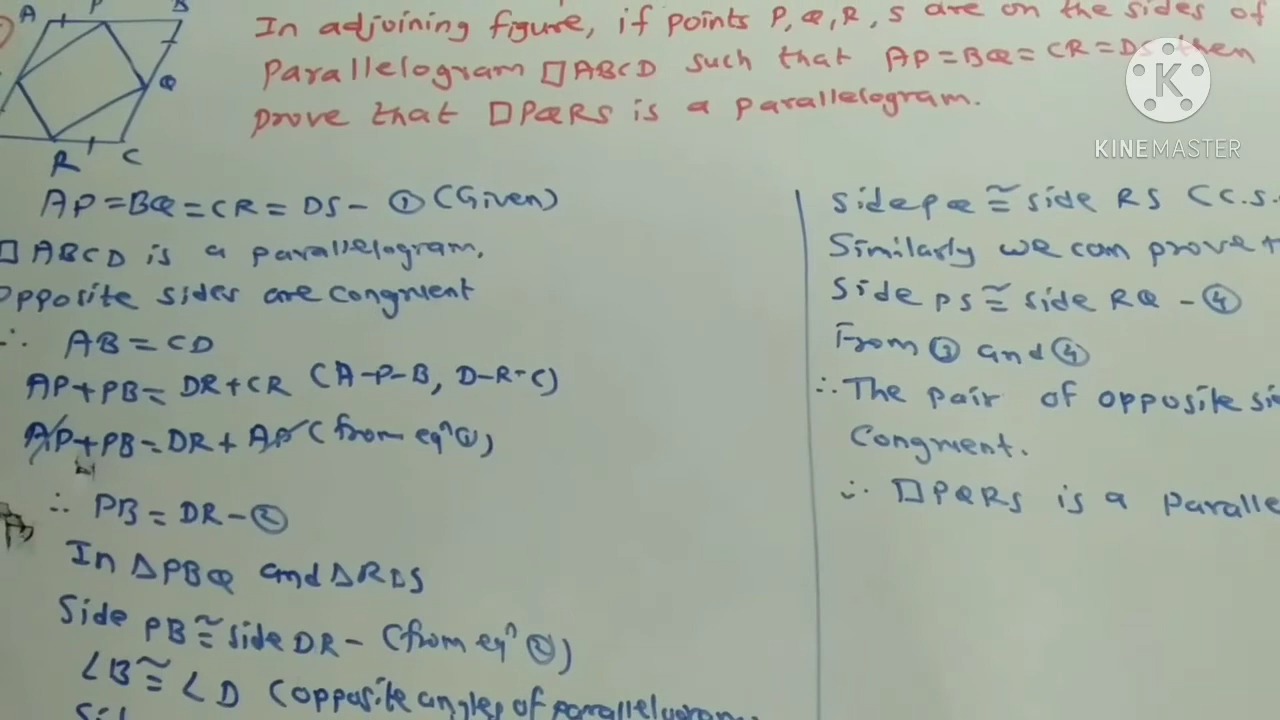 A P B
In adjoining figure, if points P, Q, R, S are on the sides of
Q
Parallelogram □ABCD such that AP=BQ=CR=DS then
prove that □PQRS is a parallelogram.
R C
KINEMASTER
AP=BQ=CR=DS- ① (Given)
□ABCD is a parallelogram.
Opposite sides are congruent
∴ AB=CD
AP+PB=DR+CR (A-P-B, D-R-C)
AP+PB=DR+AP (from eqⁿ ①)
∴ PB=DR-②
In ΔPBQ and ΔRDS
Side PB≅side DR- (from eqⁿ ②)
∠B≅∠D (opposite angles of parallelogram.
side PQ≅side RS (C.S.
Similarly we can prove t
Side PS≅side RQ -④
From ③ and ④
∴ The pair of opposite si
Congruent.
∴ □PQRS is a Paralle